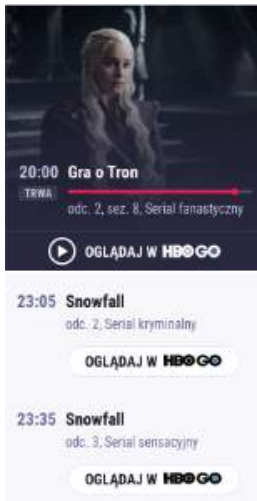 20:00 Gra o Tron
TRWA
odc. 2, sez. 8, Serial fanastyczny
OGLĄDAJ W HBO GO
23:05 Snowfall
odc. 2, Serial kryminalny
OGLĄDAJ W HBO GO
23:35 Snowfall
odc. 3, Serial sensacyjny
OGLĄDAJ W HBO GO